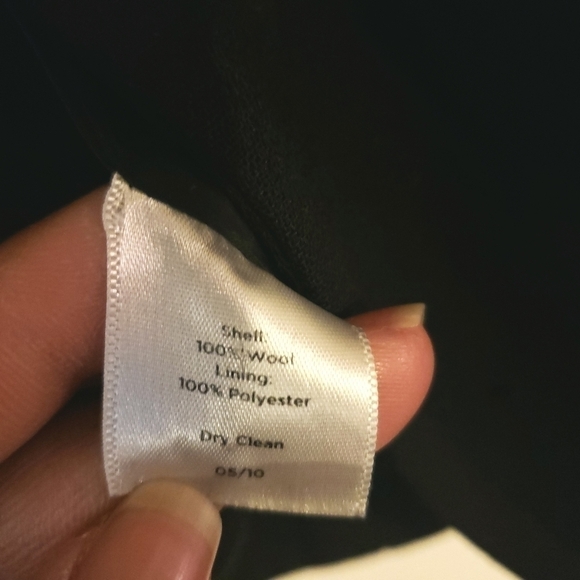 Shell:
100% Wool
Lining:
100% Polyester
Dry Clean
05/10